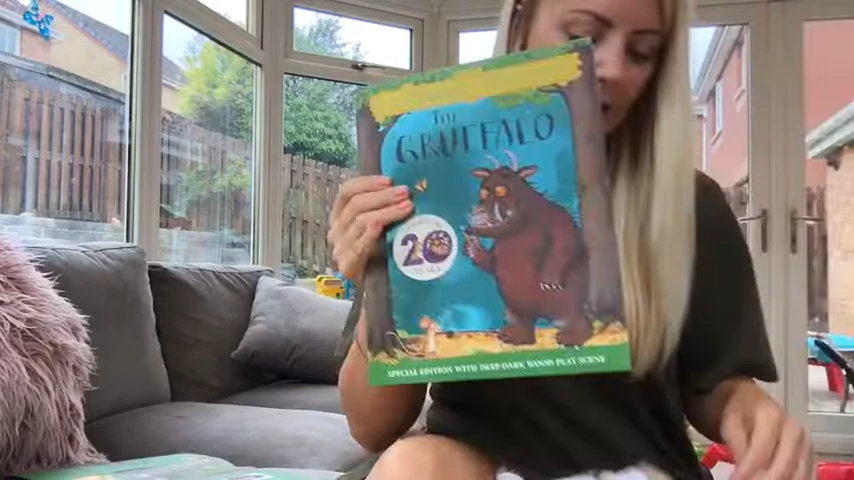 THE
GRUFFALO
20
YEARS
SPECIAL EDITION WITH DEEP DARK WOOD PLAY SCENE!